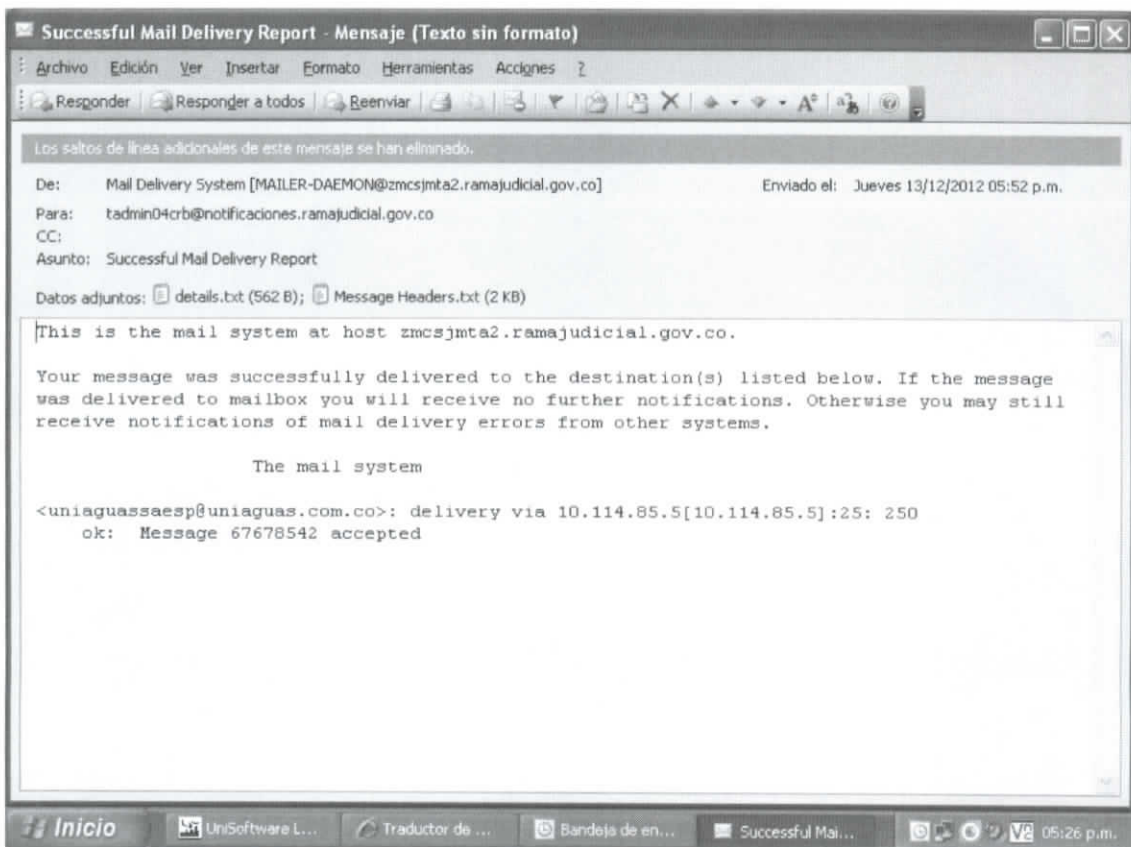 Successful Mail Delivery Report - Mensaje (Texto sin formato)
Archivo Edición Ver Insertar Formato Herramientas Acciones ?
Responder Responder a todos Reenviar
Los saltos de línea adicionales de este mensaje se han eliminado.
De: Mail Delivery System [MAILER-DAEMON@zmcsjmta2.ramajudicial.gov.co] Enviado el: Jueves 13/12/2012 05:52 p.m.
Para: tadmin04crb@notificaciones.ramajudicial.gov.co
CC:
Asunto: Successful Mail Delivery Report
Datos adjuntos: details.txt (562 B); Message Headers.txt (2 KB)
This is the mail system at host zmcsjmta2.ramajudicial.gov.co.
Your message was successfully delivered to the destination(s) listed below. If the message
was delivered to mailbox you will receive no further notifications. Otherwise you may still
receive notifications of mail delivery errors from other systems.
The mail system
<uniaguassaesp@uniaguas.com.co>: delivery via 10.114.85.5[10.114.85.5]:25: 250
ok: Message 67678542 accepted
Inicio UniSoftware L... Traductor de ... Bandeja de en... Successful Mai... 05:26 p.m.